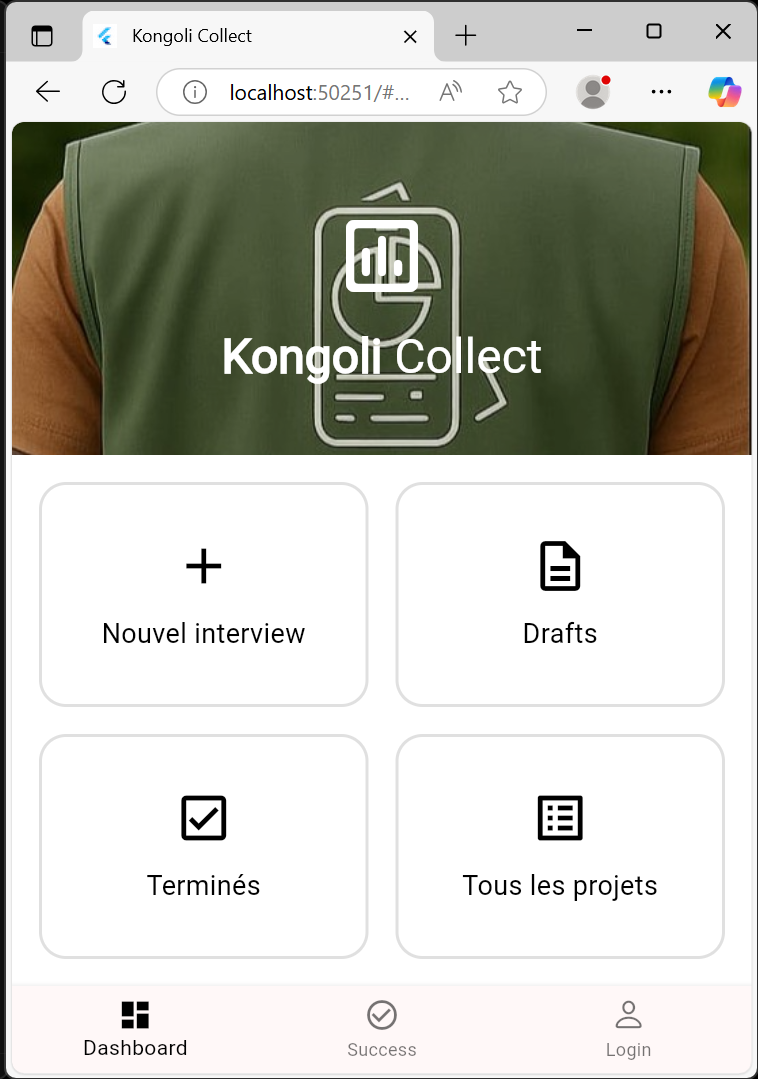 Kongoli Collect
localhost:50251/#...
Kongoli Collect
Nouvel interview
Drafts
Terminés
Tous les projets
Dashboard
Success
Login